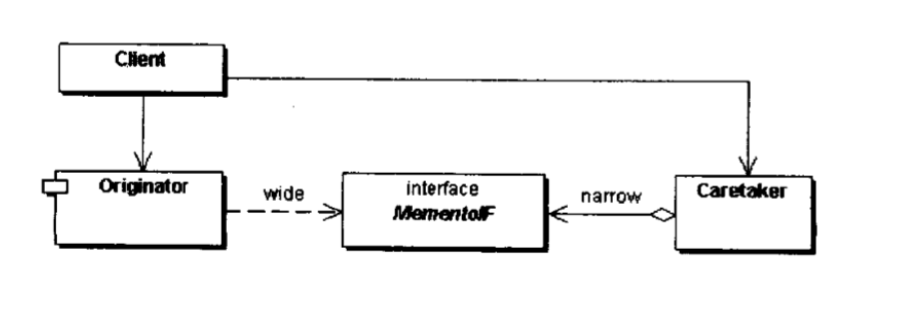 Client
Originator
wide
interface
MementoIF
narrow
Caretaker